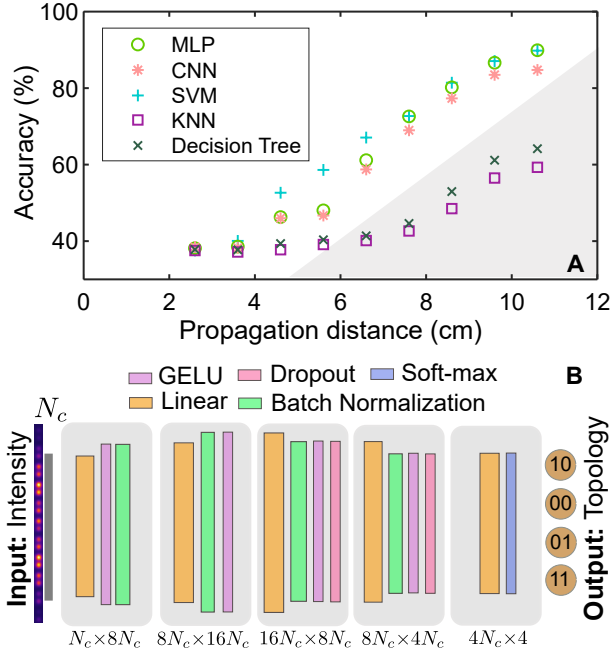 100
80
60
40
Accuracy (%)
MLP
CNN
SVM
KNN
Decision Tree
A
0 2 4 6 8 10 12
Propagation distance (cm)
B
GELU Dropout Soft-max
Linear Batch Normalization
N_c
Input: Intensity
10
00
01
11
Output: Topology
N_c×8N_c 8N_c×16N_c 16N_c×8N_c 8N_c×4N_c 4N_c×4